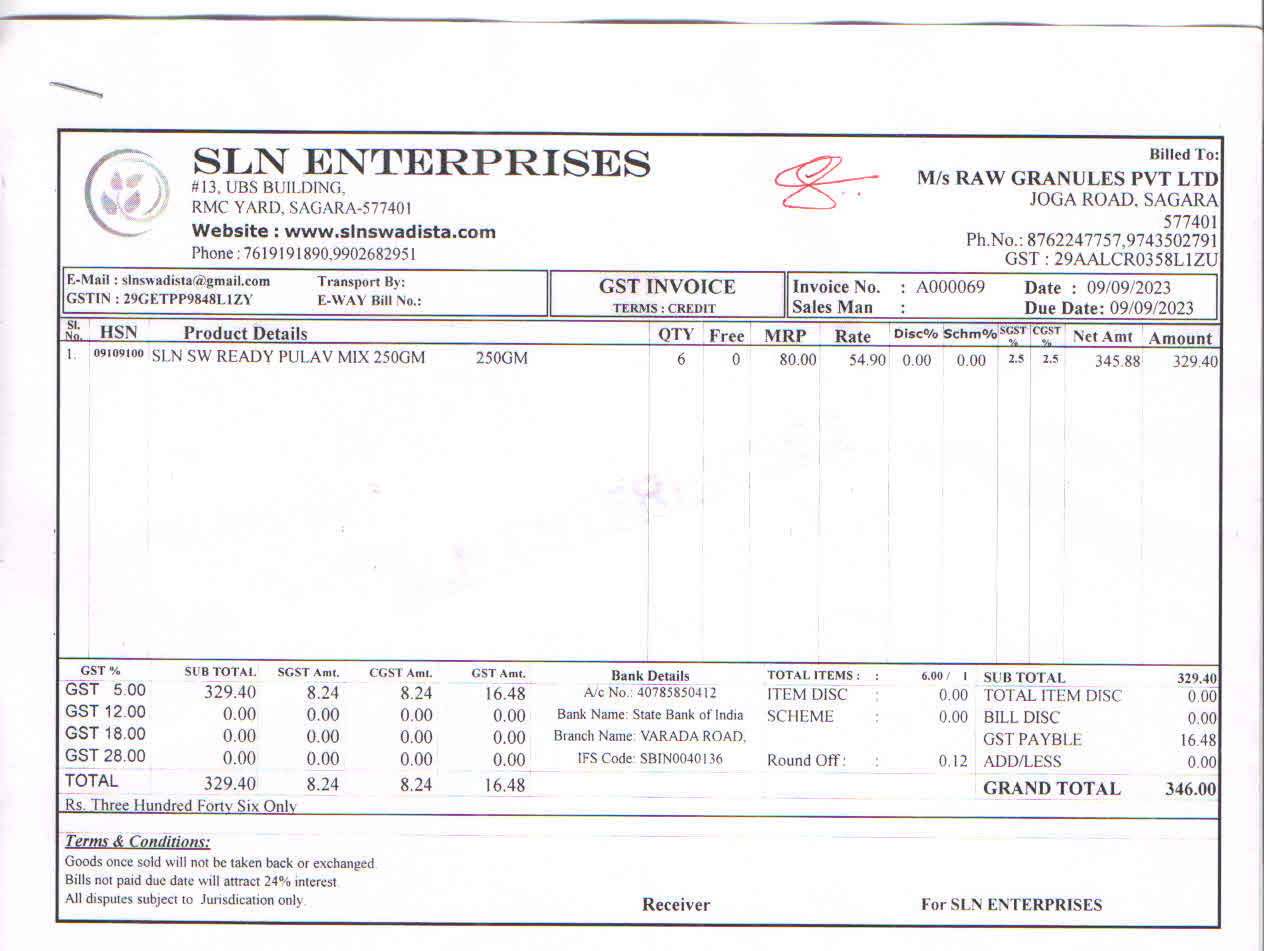 SLN ENTERPRISES
#13, UBS BUILDING,
RMC YARD, SAGARA-577401
Website : www.slnswadista.com
Phone : 7619191890,9902682951
Billed To:
M/s RAW GRANULES PVT LTD
JOGA ROAD, SAGARA
577401
Ph.No.: 8762247757,9743502791
GST : 29AALCR0358L1ZU
E-Mail : slnswadista@gmail.com Transport By:
GSTIN : 29GETPP9848L1ZY E-WAY Bill No.:
GST INVOICE
TERMS : CREDIT
Invoice No. : A000069 Date : 09/09/2023
Sales Man : Due Date: 09/09/2023
Sl. No. HSN Product Details QTY Free MRP Rate Disc% Schm% SGST % CGST % Net Amt Amount
1. 09109100 SLN SW READY PULAV MIX 250GM 250GM 6 0 80.00 54.90 0.00 0.00 2.5 2.5 345.88 329.40
GST % SUB TOTAL SGST Amt. CGST Amt. GST Amt.
GST 5.00 329.40 8.24 8.24 16.48
GST 12.00 0.00 0.00 0.00 0.00
GST 18.00 0.00 0.00 0.00 0.00
GST 28.00 0.00 0.00 0.00 0.00
TOTAL 329.40 8.24 8.24 16.48
Rs. Three Hundred Forty Six Only
Bank Details
A/c No.: 40785850412
Bank Name: State Bank of India
Branch Name: VARADA ROAD,
IFS Code: SBIN0040136
TOTAL ITEMS : : 6.00 / 1
ITEM DISC : 0.00
SCHEME : 0.00
Round Off : : 0.12
SUB TOTAL 329.40
TOTAL ITEM DISC 0.00
BILL DISC 0.00
GST PAYBLE 16.48
ADD/LESS 0.00
GRAND TOTAL 346.00
Terms & Conditions:
Goods once sold will not be taken back or exchanged
Bills not paid due date will attract 24% interest.
All disputes subject to Jurisdication only.
Receiver
For SLN ENTERPRISES